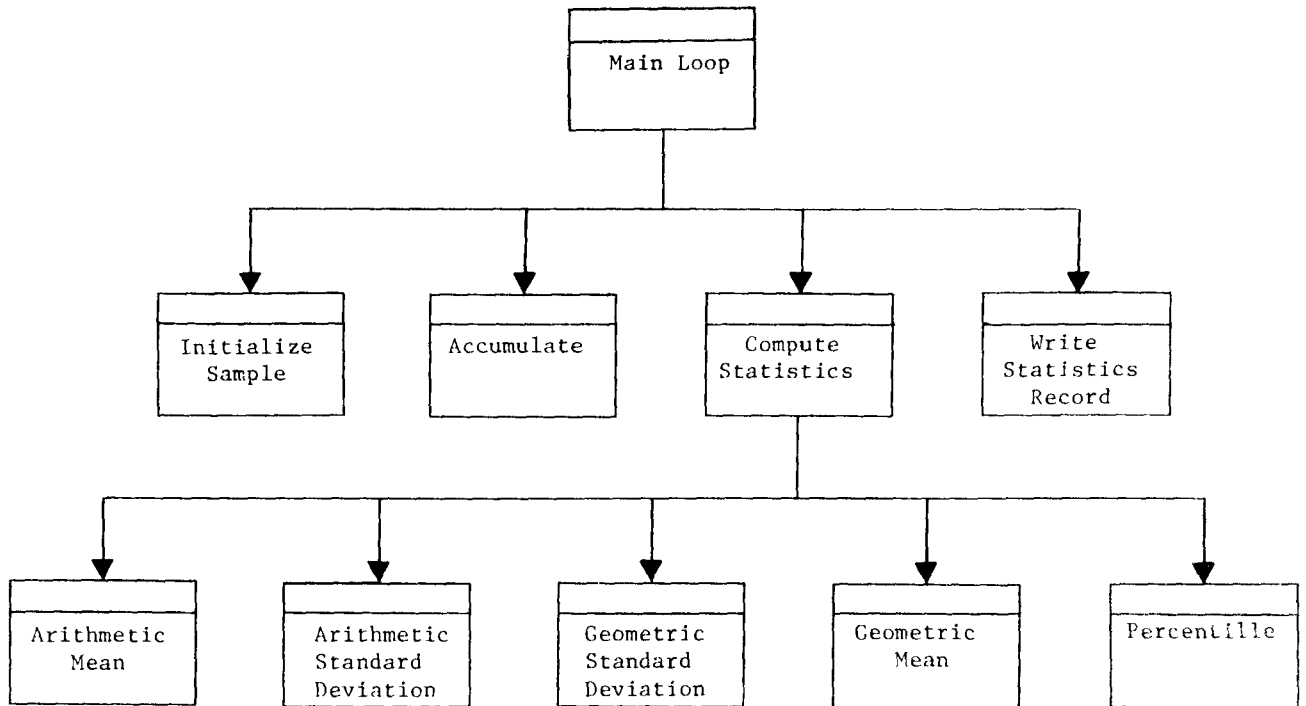 Main Loop
Initialize
Sample
Accumulate
Compute
Statistics
Write
Statistics
Record
Arithmetic
Mean
Arithmetic
Standard
Deviation
Geometric
Standard
Deviation
Geometric
Mean
Percentille